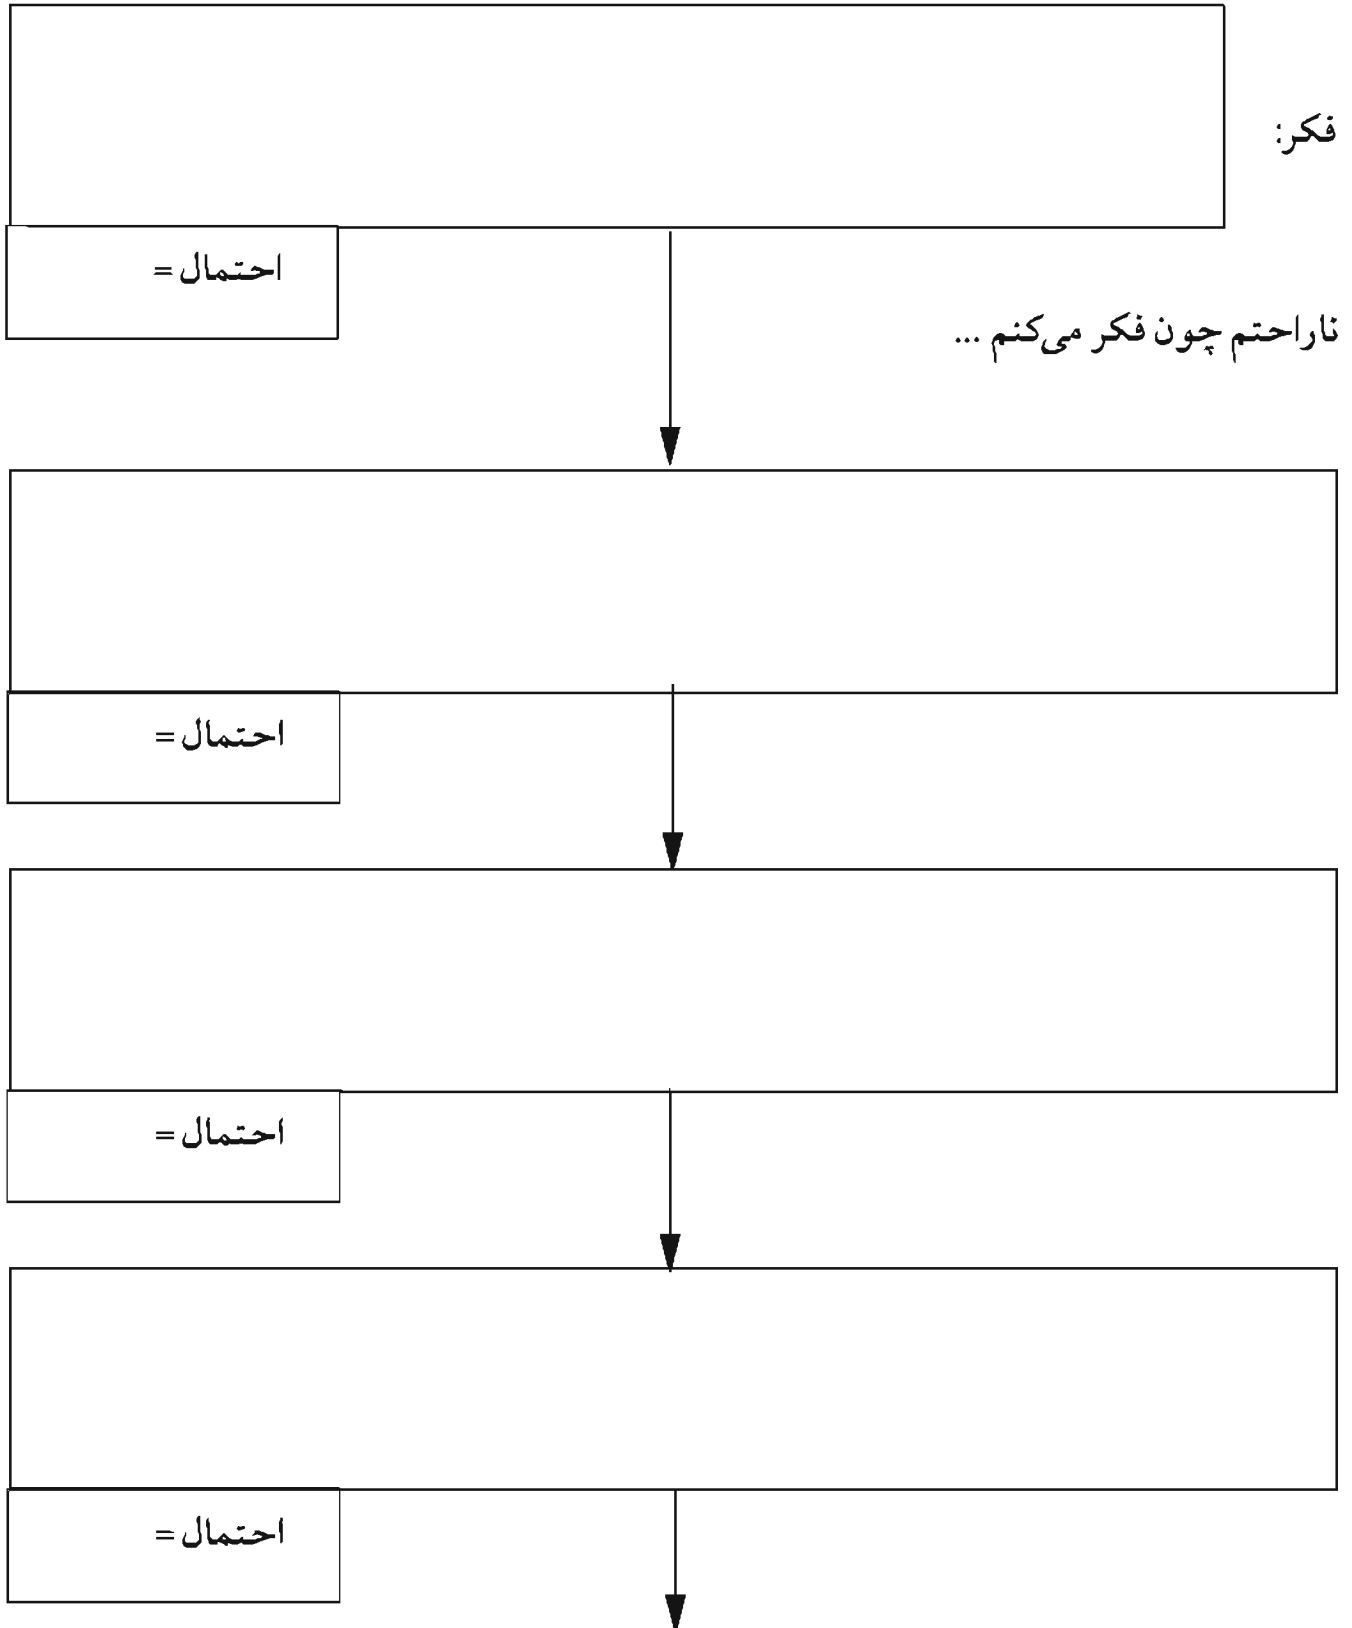 فکر:
احتمال =
ناراحتم چون فکر می‌کنم ...
احتمال =
احتمال =
احتمال =